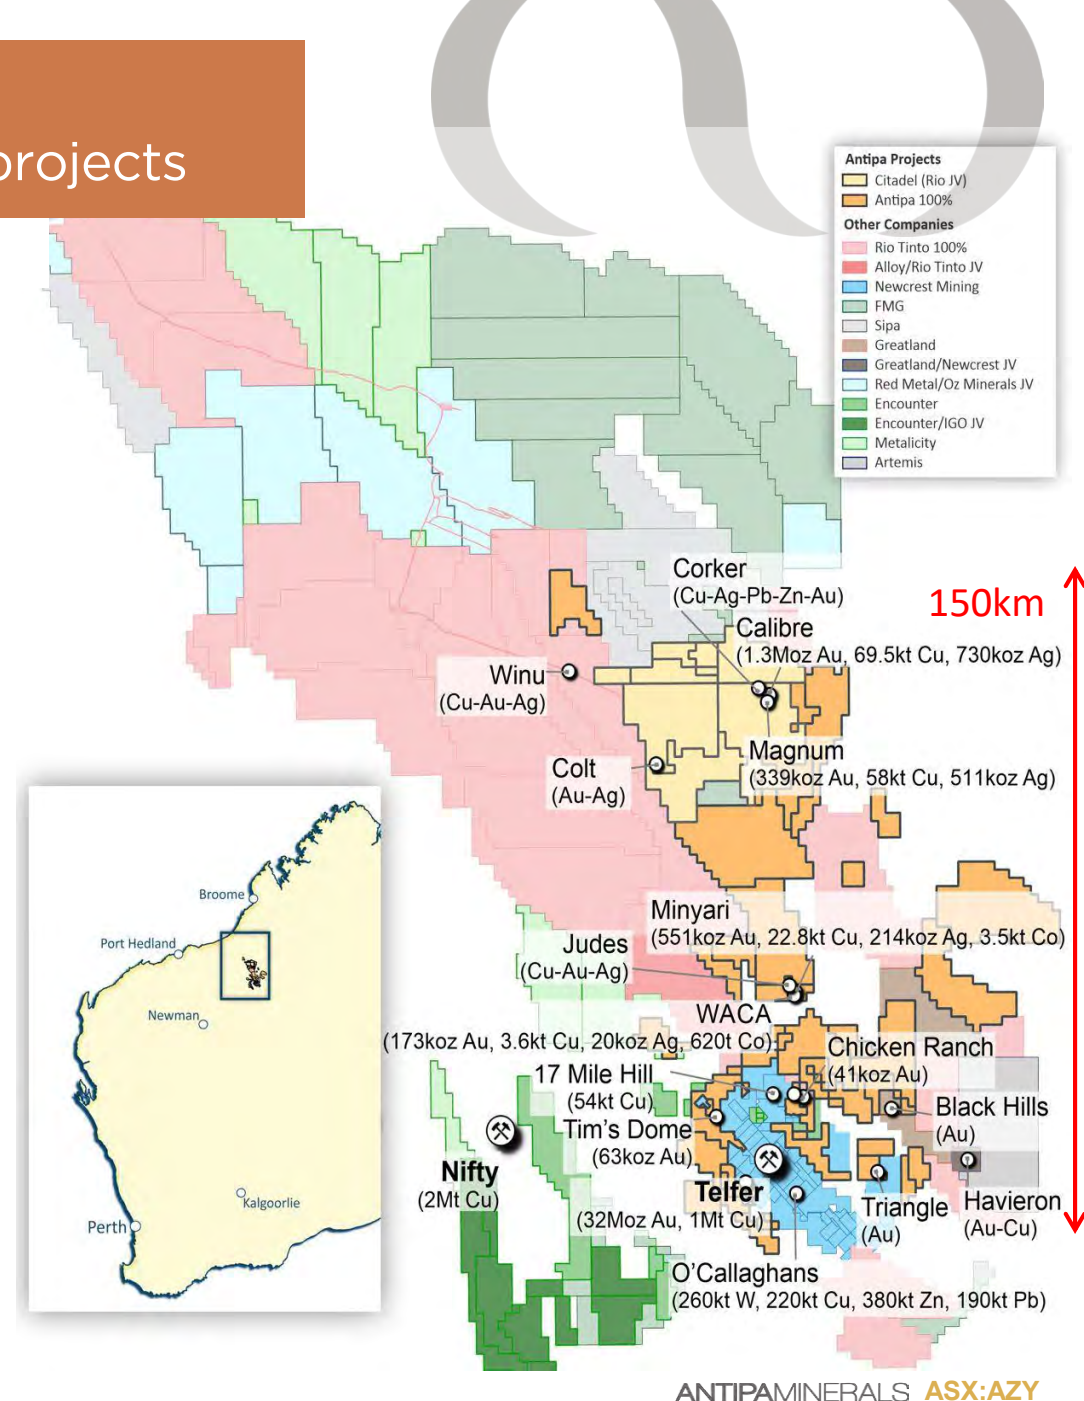 projects
Antipa Projects
Citadel (Rio JV)
Antipa 100%
Other Companies
Rio Tinto 100%
Alloy/Rio Tinto JV
Newcrest Mining
FMG
Sipa
Greatland
Greatland/Newcrest JV
Red Metal/Oz Minerals JV
Encounter
Encounter/IGO JV
Metalicity
Artemis
Corker
(Cu-Ag-Pb-Zn-Au)
150km
Calibre
(1.3Moz Au, 69.5kt Cu, 730koz Ag)
Winu
(Cu-Au-Ag)
Magnum
(339koz Au, 58kt Cu, 511koz Ag)
Colt
(Au-Ag)
Minyari
(551koz Au, 22.8kt Cu, 214koz Ag, 3.5kt Co)
Judes
(Cu-Au-Ag)
WACA
(173koz Au, 3.6kt Cu, 20koz Ag, 620t Co)
Chicken Ranch
(41koz Au)
17 Mile Hill
(54kt Cu)
Black Hills
(Au)
Tim's Dome
(63koz Au)
Nifty
(2Mt Cu)
Telfer
(32Moz Au, 1Mt Cu)
Triangle
(Au)
Havieron
(Au-Cu)
O'Callaghans
(260kt W, 220kt Cu, 380kt Zn, 190kt Pb)
Broome
Port Hedland
Newman
Kalgoorlie
Perth
ANTIPAMINERALS ASX:AZY